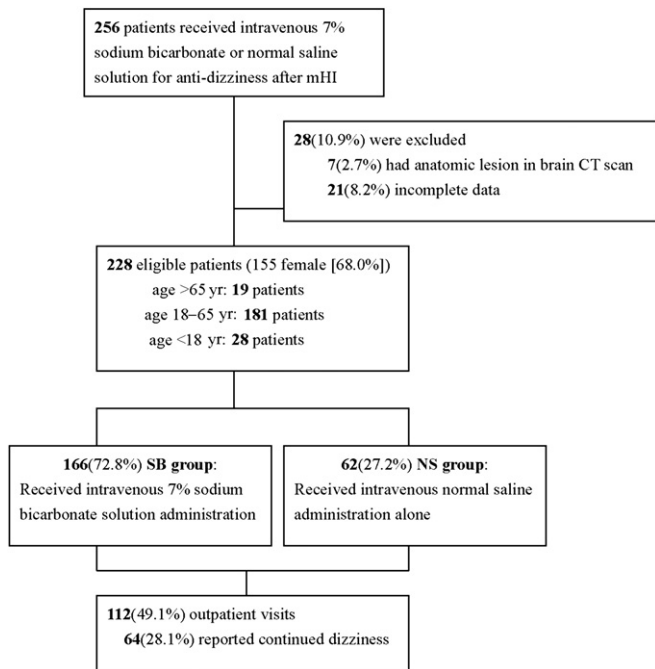 256 patients received intravenous 7%
sodium bicarbonate or normal saline
solution for anti-dizziness after mHI
28(10.9%) were excluded
7(2.7%) had anatomic lesion in brain CT scan
21(8.2%) incomplete data
228 eligible patients (155 female [68.0%])
age >65 yr: 19 patients
age 18–65 yr: 181 patients
age <18 yr: 28 patients
166(72.8%) SB group:
Received intravenous 7% sodium
bicarbonate solution administration
62(27.2%) NS group:
Received intravenous normal saline
administration alone
112(49.1%) outpatient visits
64(28.1%) reported continued dizziness